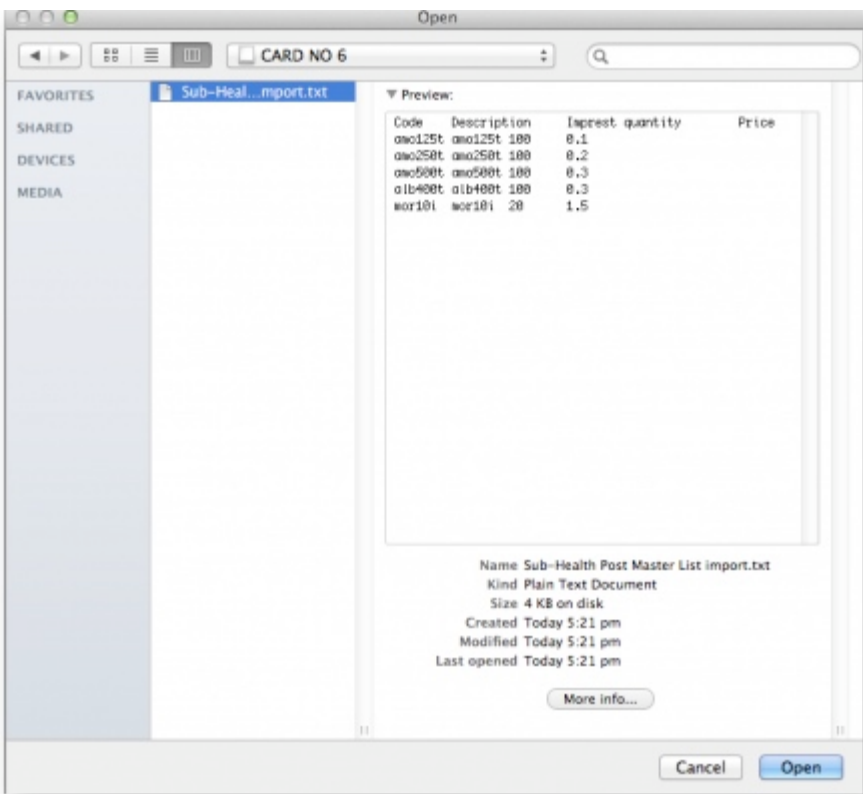 Open
CARD NO 6
FAVORITES
SHARED
DEVICES
MEDIA
Sub-Heal...mport.txt
Preview:
Code Description Imprest quantity Price
amo125t amo125t 100 0.1
amo250t amo250t 100 0.2
amo500t amo500t 100 0.3
alb400t alb400t 100 0.3
mor10i mor10i 20 1.5
Name Sub-Health Post Master List import.txt
Kind Plain Text Document
Size 4 KB on disk
Created Today 5:21 pm
Modified Today 5:21 pm
Last opened Today 5:21 pm
More info...
Cancel Open